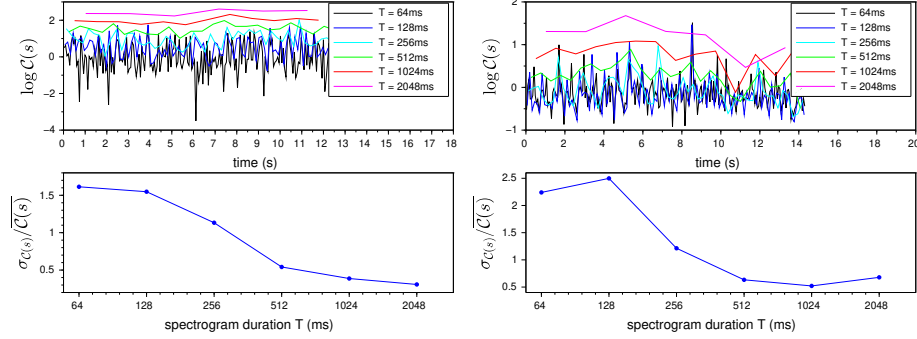 4
2
0
−2
−4
log C(s)
0 1 2 3 4 5 6 7 8 9 10 11 12 13 14 15 16 17 18
time (s)
T = 64ms
T = 128ms
T = 256ms
T = 512ms
T = 1024ms
T = 2048ms
2
1
0
−1
log C(s)
0 2 4 6 8 10 12 14 16 18 20
time (s)
T = 64ms
T = 128ms
T = 256ms
T = 512ms
T = 1024ms
T = 2048ms
1.5
1
0.5
σC(s)/C(s)
64 128 256 512 1024 2048
spectrogram duration T (ms)
2.5
2
1.5
1
0.5
σC(s)/C(s)
64 128 256 512 1024 2048
spectrogram duration T (ms)